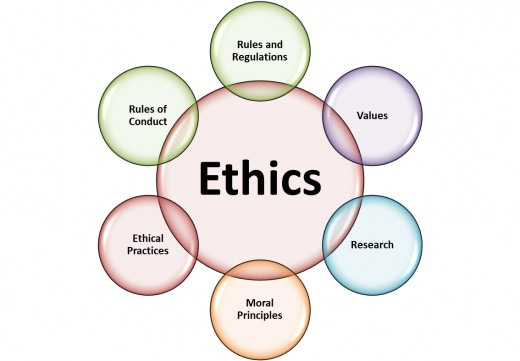 Rules and
Regulations
Rules of
Conduct
Values
Ethics
Ethical
Practices
Research
Moral
Principles